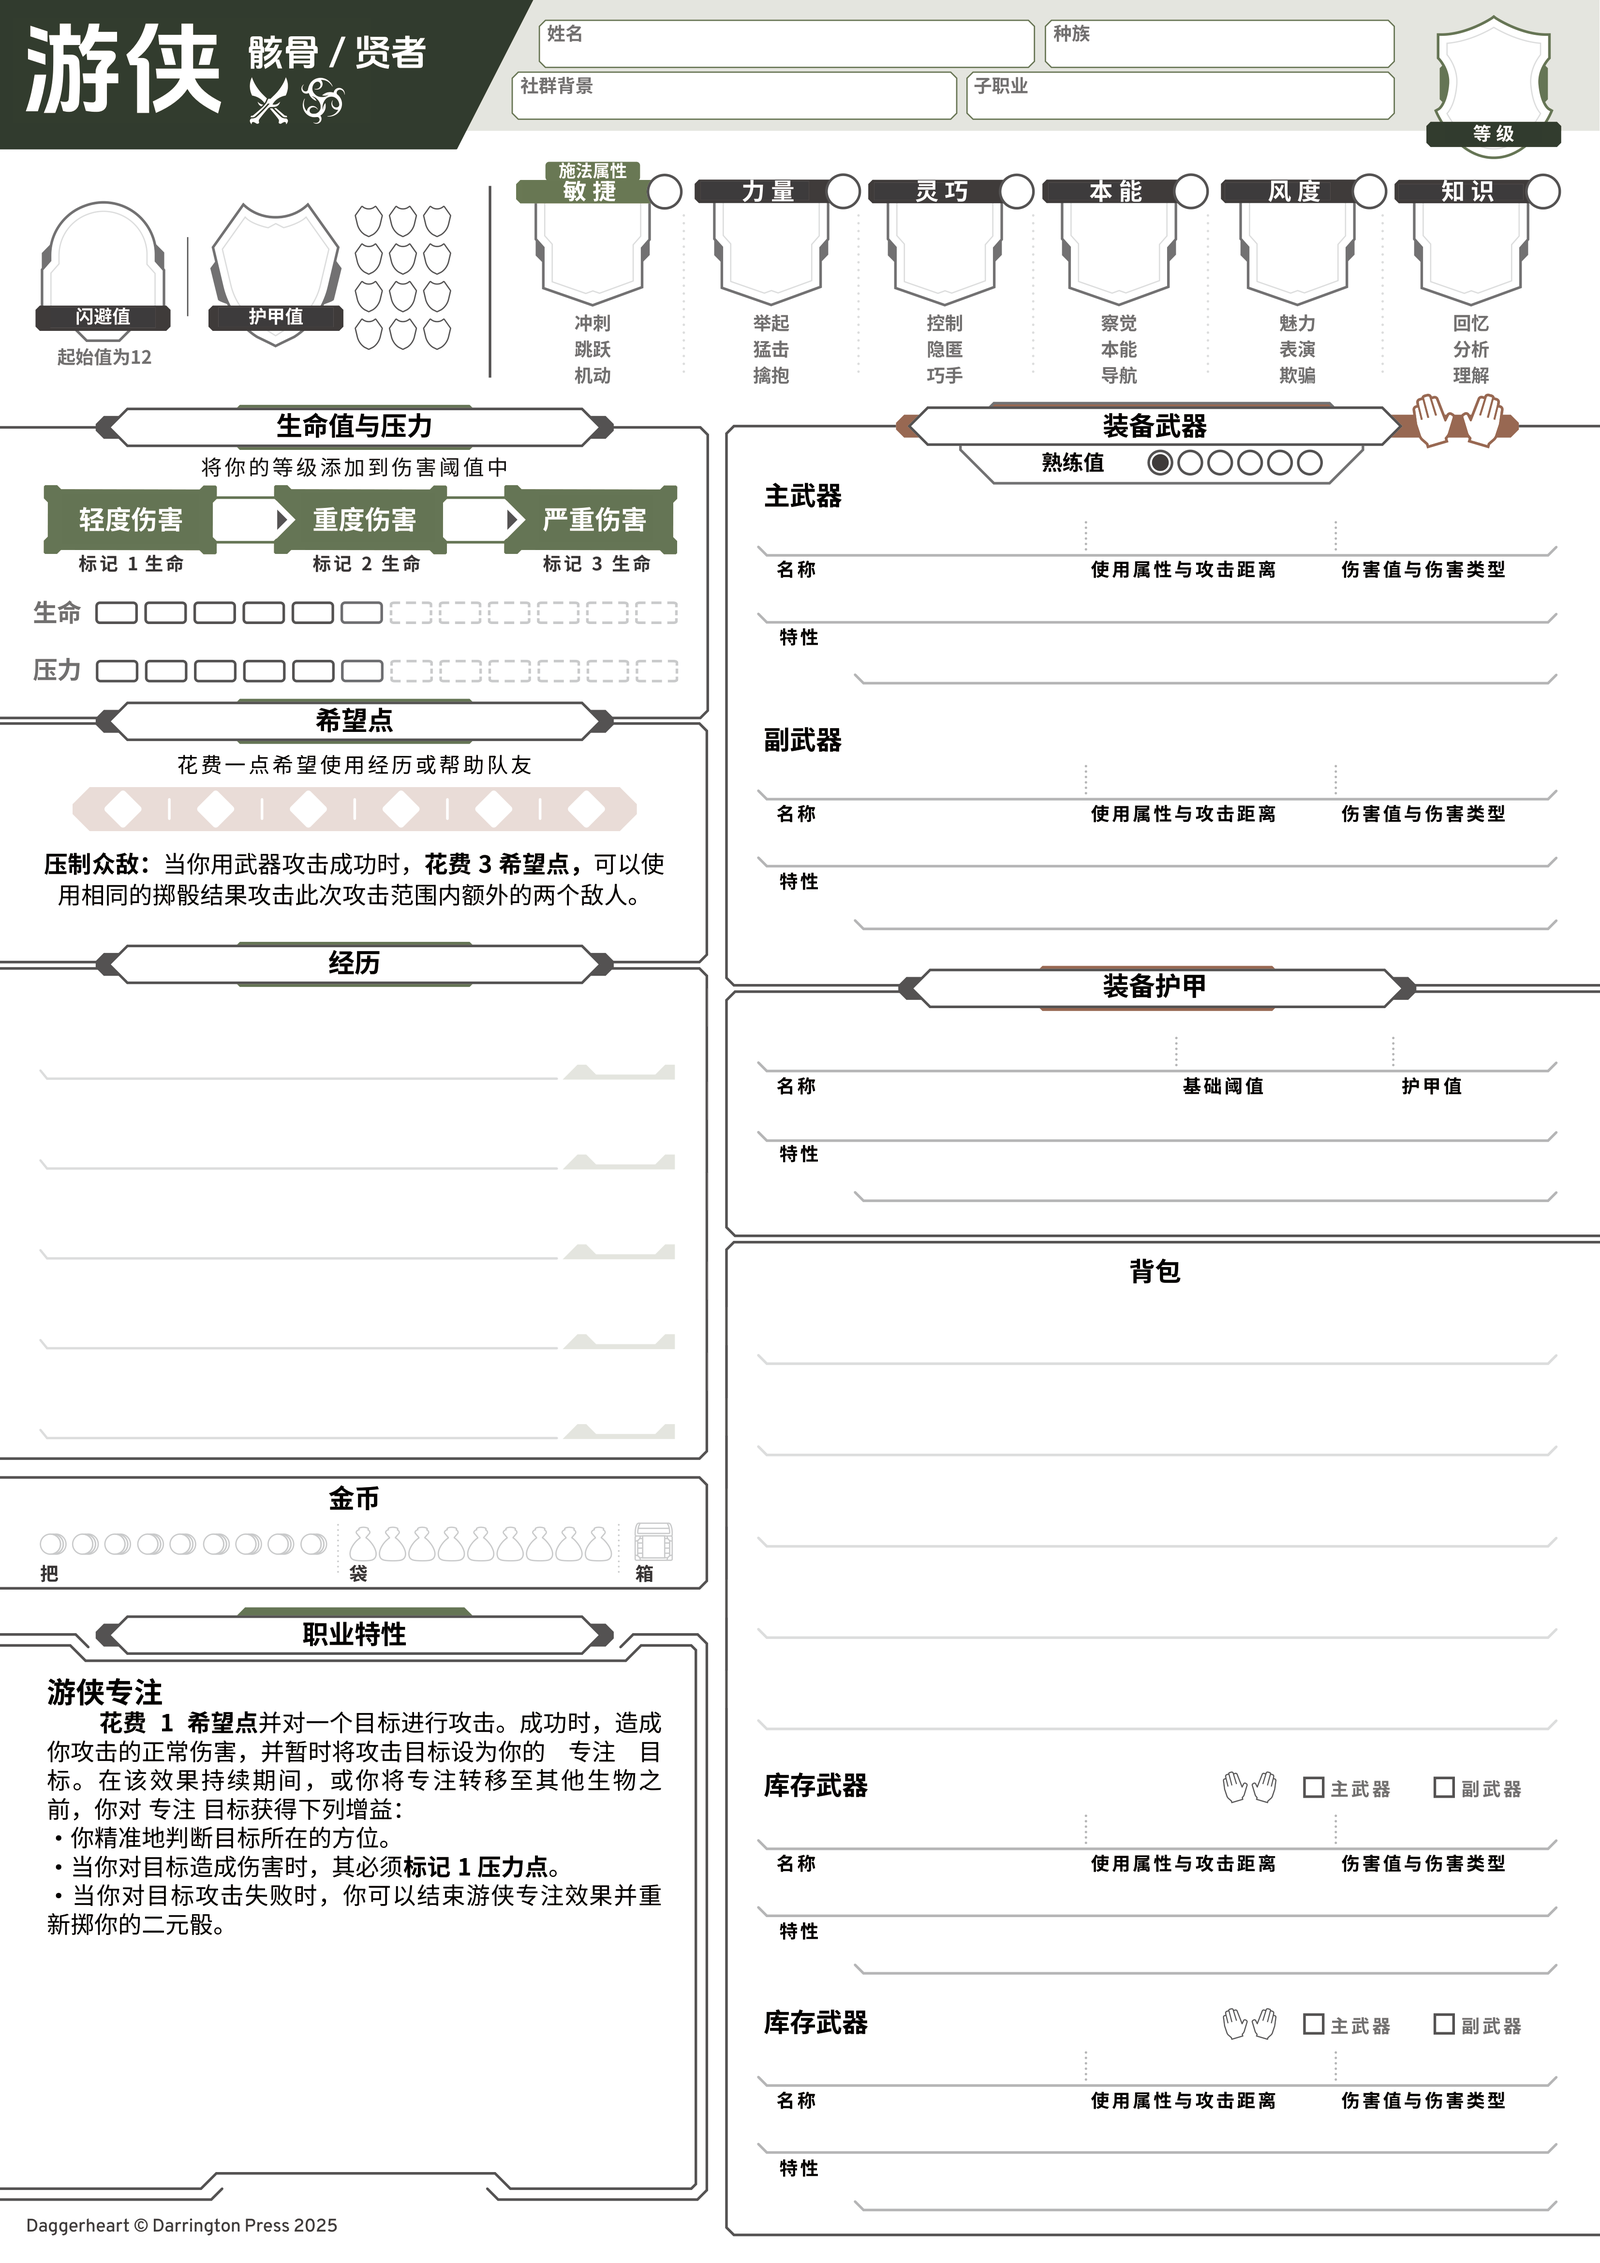 游侠
骸骨 / 贤者
姓名
种族
社群背景
子职业
等级
闪避值
起始值为12
护甲值
施法属性
敏捷
冲刺
跳跃
机动
力量
举起
猛击
擒抱
灵巧
控制
隐匿
巧手
本能
察觉
本能
导航
风度
魅力
表演
欺骗
知识
回忆
分析
理解
生命值与压力
将你的等级添加到伤害阈值中
轻度伤害
重度伤害
严重伤害
标记 1 生命
标记 2 生命
标记 3 生命
生命
压力
希望点
花费一点希望使用经历或帮助队友
压制众敌：当你用武器攻击成功时，花费 3 希望点，可以使
用相同的掷骰结果攻击此次攻击范围内额外的两个敌人。
经历
金币
把
袋
箱
职业特性
游侠专注
花费 1 希望点并对一个目标进行攻击。成功时，造成
你攻击的正常伤害，并暂时将攻击目标设为你的 专注 目
标。在该效果持续期间，或你将专注转移至其他生物之
前，你对 专注 目标获得下列增益：
・你精准地判断目标所在的方位。
・当你对目标造成伤害时，其必须标记 1 压力点。
・当你对目标攻击失败时，你可以结束游侠专注效果并重
新掷你的二元骰。
Daggerheart © Darrington Press 2025
装备武器
熟练值
主武器
名称
使用属性与攻击距离
伤害值与伤害类型
特性
副武器
名称
使用属性与攻击距离
伤害值与伤害类型
特性
装备护甲
名称
基础阈值
护甲值
特性
背包
库存武器
主武器
副武器
名称
使用属性与攻击距离
伤害值与伤害类型
特性
库存武器
主武器
副武器
名称
使用属性与攻击距离
伤害值与伤害类型
特性